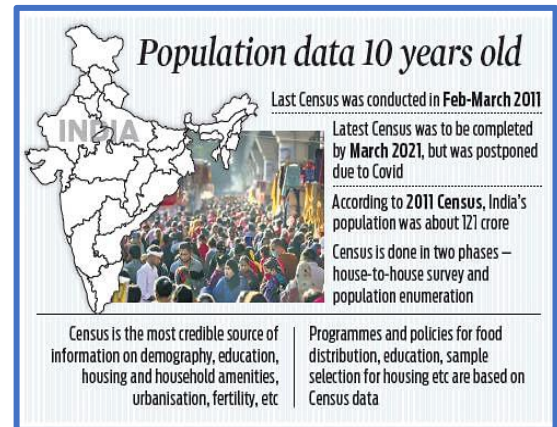 Population data 10 years old
INDIA
Last Census was conducted in Feb-March 2011
Latest Census was to be completed
by March 2021, but was postponed
due to Covid
According to 2011 Census, India's
population was about 121 crore
Census is done in two phases –
house-to-house survey and
population enumeration
Census is the most credible source of
information on demography, education,
housing and household amenities,
urbanisation, fertility, etc
Programmes and policies for food
distribution, education, sample
selection for housing etc are based on
Census data